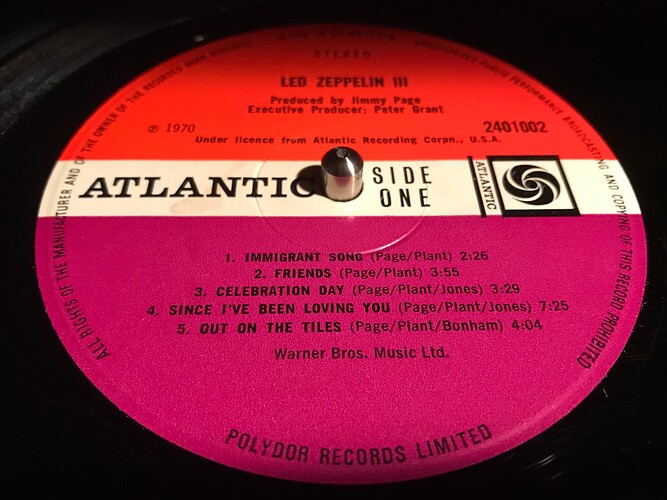 MADE IN GT. BRITAIN
STEREO
LED ZEPPELIN III
Produced by Jimmy Page
Executive Producer: Peter Grant
℗ 1970
2401002
Under licence from Atlantic Recording Corpn., U.S.A.
ATLANTIC
SIDE
ONE
ATLANTIC
1. IMMIGRANT SONG (Page/Plant) 2:26
2. FRIENDS (Page/Plant) 3:55
3. CELEBRATION DAY (Page/Plant/Jones) 3:29
4. SINCE I'VE BEEN LOVING YOU (Page/Plant/Jones) 7:25
5. OUT ON THE TILES (Page/Plant/Bonham) 4:04
Warner Bros. Music Ltd.
POLYDOR RECORDS LIMITED
ALL RIGHTS OF THE MANUFACTURER AND OF THE OWNER OF THE RECORDED WORK RESERVED
UNAUTHORISED PUBLIC PERFORMANCE BROADCASTING AND COPYING OF THIS RECORD PROHIBITED